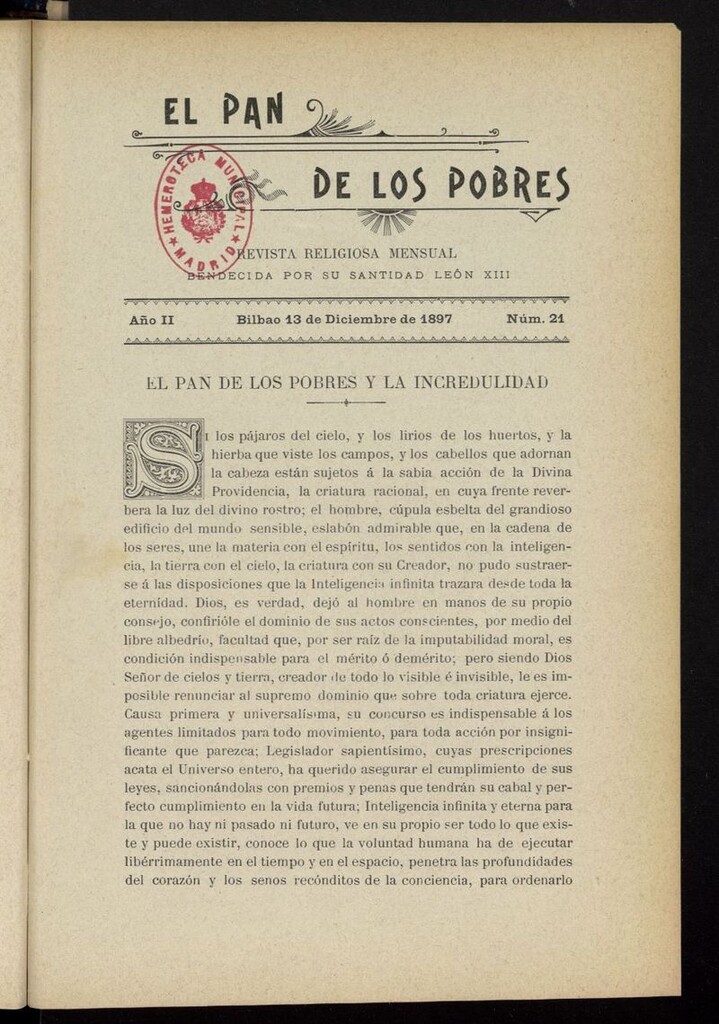 EL PAN
DE LOS POBRES
HEMEROTECA MUNICIPAL
MADRID
REVISTA RELIGIOSA MENSUAL
BENDECIDA POR SU SANTIDAD LEÓN XIII
Año II Bilbao 13 de Diciembre de 1897 Núm. 21
EL PAN DE LOS POBRES Y LA INCREDULIDAD
SI los pájaros del cielo, y los lirios de los huertos, y la
hierba que viste los campos, y los cabellos que adornan
la cabeza están sujetos á la sabia acción de la Divina
Providencia, la criatura racional, en cuya frente rever-
bera la luz del divino rostro; el hombre, cúpula esbelta del grandioso
edificio del mundo sensible, eslabón admirable que, en la cadena de
los seres, une la materia con el espíritu, los sentidos con la inteligen-
cia, la tierra con el cielo, la criatura con su Creador, no pudo sustraer-
se á las disposiciones que la Inteligencia infinita trazara desde toda la
eternidad. Dios, es verdad, dejó al hombre en manos de su propio
consejo, confirióle el dominio de sus actos conscientes, por medio del
libre albedrío, facultad que, por ser raíz de la imputabilidad moral, es
condición indispensable para el mérito ó demérito; pero siendo Dios
Señor de cielos y tierra, creador de todo lo visible é invisible, le es im-
posible renunciar al supremo dominio que sobre toda criatura ejerce.
Causa primera y universalísima, su concurso es indispensable á los
agentes limitados para todo movimiento, para toda acción por insigni-
ficante que parezca; Legislador sapientísimo, cuyas prescripciones
acata el Universo entero, ha querido asegurar el cumplimiento de sus
leyes, sancionándolas con premios y penas que tendrán su cabal y per-
fecto cumplimiento en la vida futura; Inteligencia infinita y eterna para
la que no hay ni pasado ni futuro, ve en su propio ser todo lo que exis-
te y puede existir, conoce lo que la voluntad humana ha de ejecutar
libérrimamente en el tiempo y en el espacio, penetra las profundidades
del corazón y los senos recónditos de la conciencia, para ordenarlo